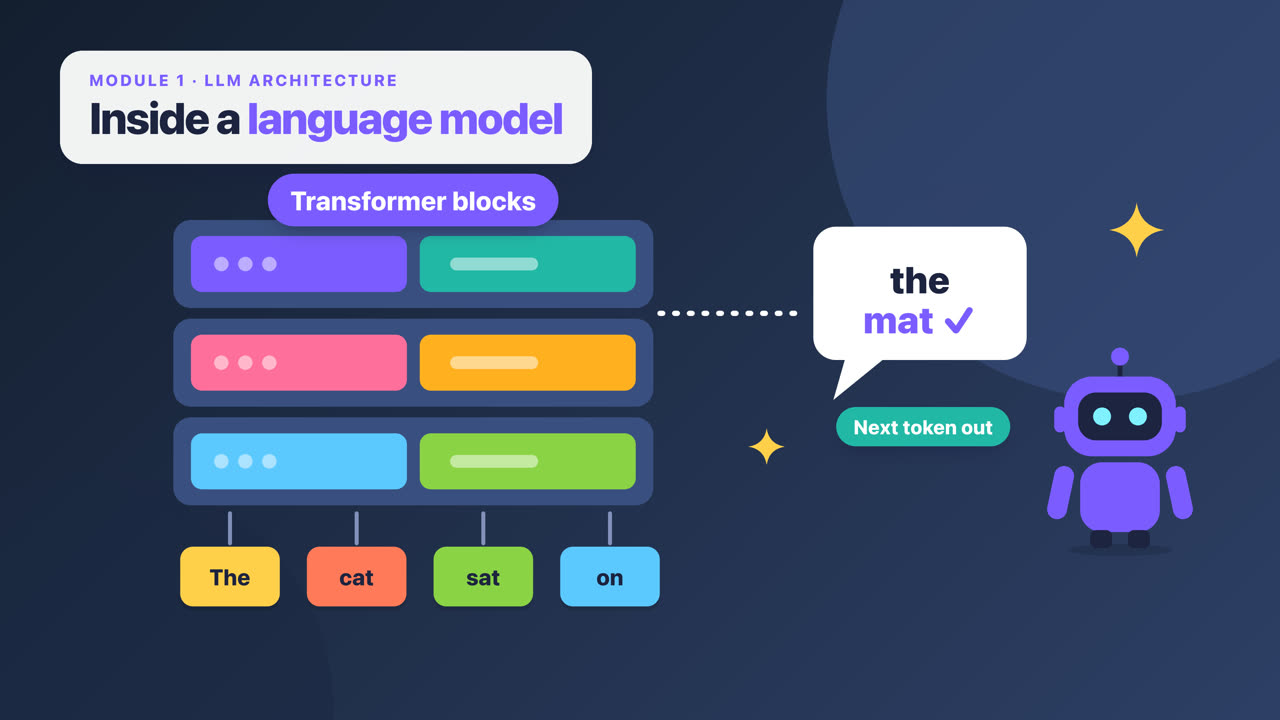 MODULE 1 · LLM ARCHITECTURE
Inside a language model
Transformer blocks
the
mat ✓
Next token out
The
cat
sat
on